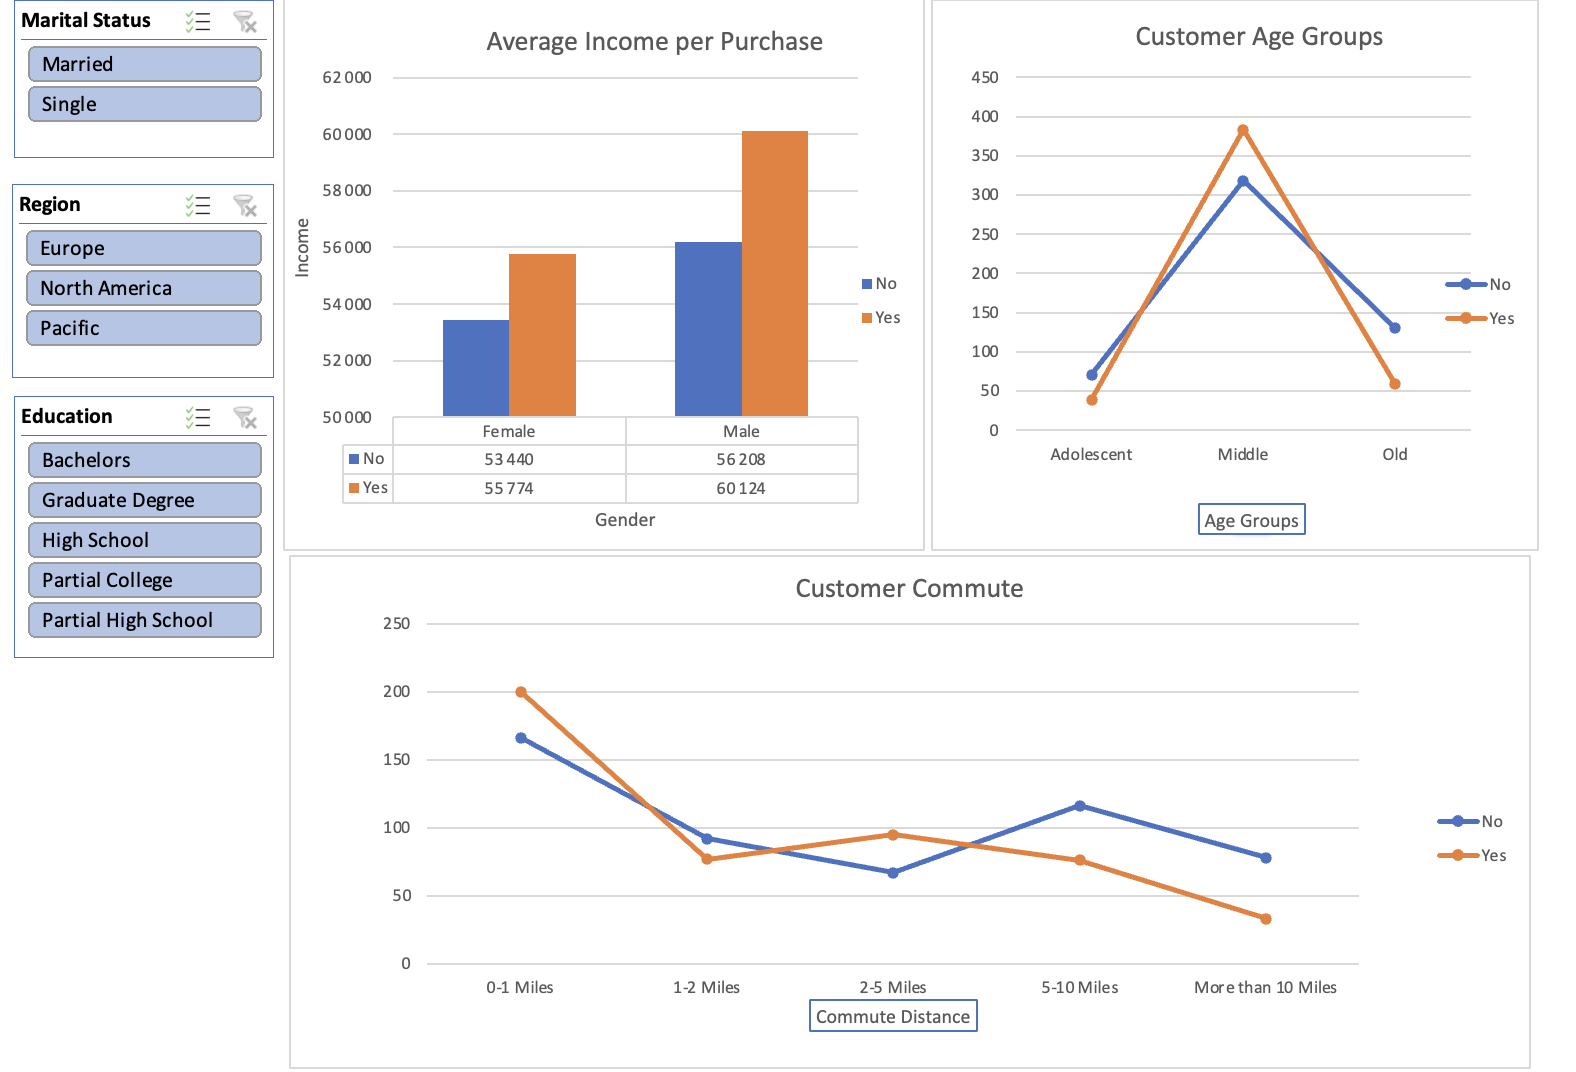 Marital Status
Married
Single
Region
Europe
North America
Pacific
Education
Bachelors
Graduate Degree
High School
Partial College
Partial High School
Average Income per Purchase
62 000
60 000
58 000
56 000
54 000
52 000
50 000
Income
Female Male
No 53 440 56 208
Yes 55 774 60 124
Gender
No
Yes
Customer Age Groups
450
400
350
300
250
200
150
100
50
0
Adolescent Middle Old
Age Groups
No
Yes
Customer Commute
250
200
150
100
50
0
0-1 Miles 1-2 Miles 2-5 Miles 5-10 Miles More than 10 Miles
Commute Distance
No
Yes